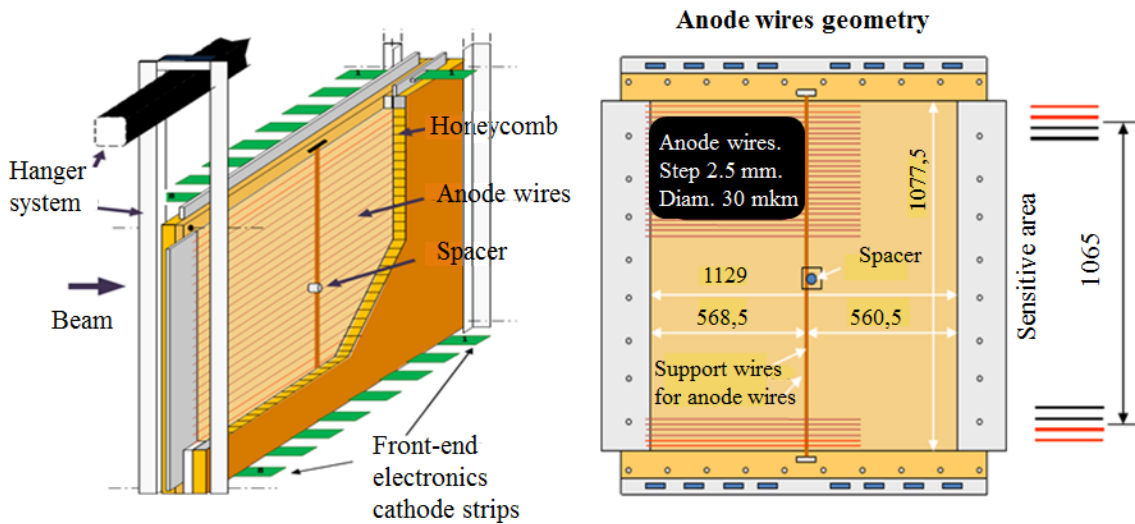 Anode wires geometry
Hanger
system
Beam
Honeycomb
Anode wires
Spacer
Front-end
electronics
cathode strips
Anode wires.
Step 2.5 mm.
Diam. 30 mkm
1077,5
Spacer
1129
568,5
560,5
Support wires
for anode wires
Sensitive area
1065